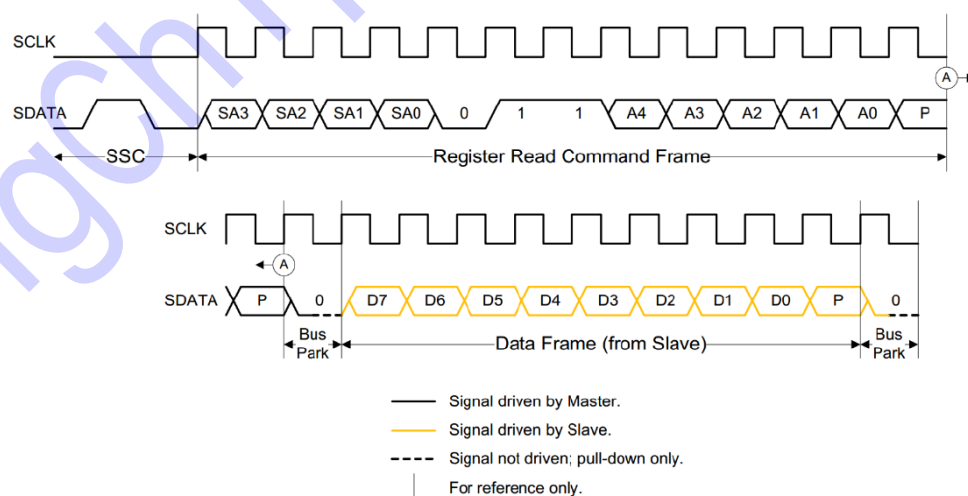 SCLK
A
SDATA SA3 SA2 SA1 SA0 0 1 1 A4 A3 A2 A1 A0 P
SSC Register Read Command Frame
SCLK
A
SDATA P 0 D7 D6 D5 D4 D3 D2 D1 D0 P 0
Bus Park Data Frame (from Slave) Bus Park
Signal driven by Master.
Signal driven by Slave.
Signal not driven; pull-down only.
For reference only.